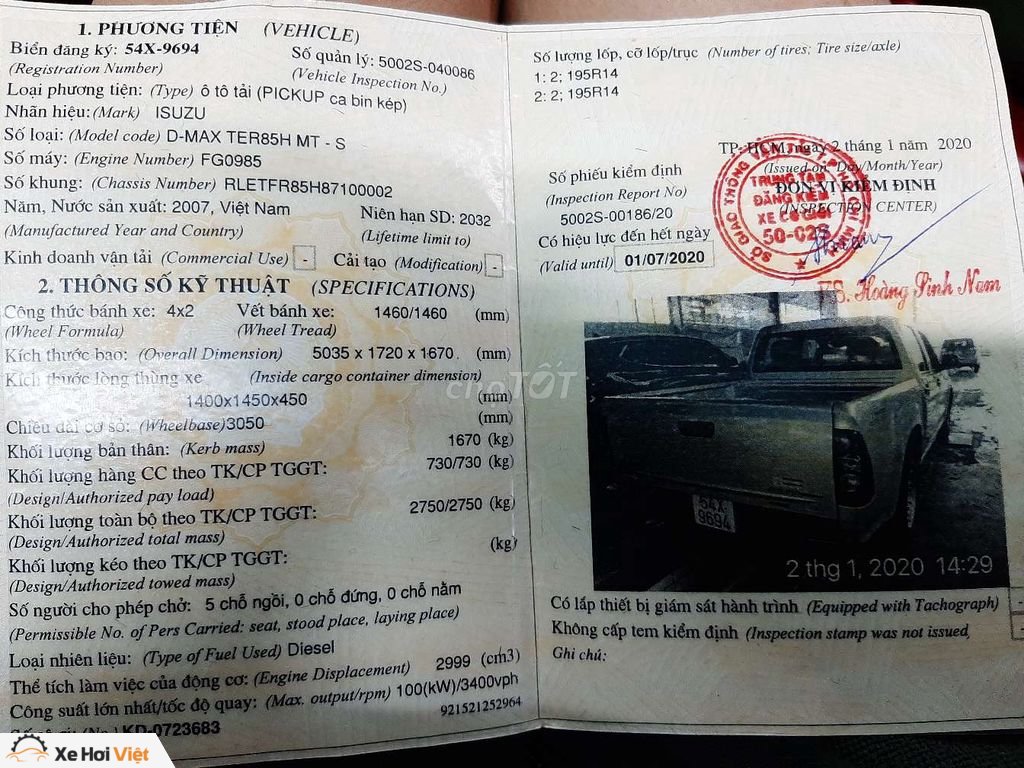 1. PHƯƠNG TIỆN (VEHICLE)
Biển đăng ký: 54X-9694
Số quản lý: 5002S-040086
(Registration Number)
(Vehicle Inspection No.)
Loại phương tiện: (Type) ô tô tải (PICKUP ca bin kép)
Nhãn hiệu: (Mark) ISUZU
Số loại: (Model code) D-MAX TER85H MT - S
Số máy: (Engine Number) FG0985
Số khung: (Chassis Number) RLETFR85H87100002
Năm, Nước sản xuất: 2007, Việt Nam
Niên hạn SD: 2032
(Manufactured Year and Country)
(Lifetime limit to)
Kinh doanh vận tải (Commercial Use) - Cải tạo (Modification) -
2. THÔNG SỐ KỸ THUẬT (SPECIFICATIONS)
Công thức bánh xe: 4x2 Vết bánh xe: 1460/1460 (mm)
(Wheel Formula) (Wheel Tread)
Kích thước bao: (Overall Dimension) 5035 x 1720 x 1670 (mm)
Kích thước lòng thùng xe (Inside cargo container dimension)
1400x1450x450 (mm)
Chiều dài cơ sở: (Wheelbase) 3050 (mm)
Khối lượng bản thân: (Kerb mass) 1670 (kg)
Khối lượng hàng CC theo TK/CP TGGT: 730/730 (kg)
(Design/Authorized pay load)
Khối lượng toàn bộ theo TK/CP TGGT: 2750/2750 (kg)
(Design/Authorized total mass)
Khối lượng kéo theo TK/CP TGGT: (kg)
(Design/Authorized towed mass)
Số người cho phép chở: 5 chỗ ngồi, 0 chỗ đứng, 0 chỗ nằm
(Permissible No. of Pers Carried: seat, stood place, laying place)
Loại nhiên liệu: (Type of Fuel Used) Diesel
Thể tích làm việc của động cơ: (Engine Displacement) 2999 (cm3)
Công suất lớn nhất/tốc độ quay: (Max. output/rpm) 100(kW)/3400vph
921521252964
KD-0723683
Số lượng lốp, cỡ lốp/trục (Number of tires; Tire size/axle)
1: 2; 195R14
2: 2; 195R14
TP. HCM, ngày 2 tháng 1 năm 2020
(Issued on: Day/Month/Year)
ĐƠN VỊ KIỂM ĐỊNH
(INSPECTION CENTER)
TRUNG TÂM
ĐĂNG KIỂM
XE CƠ GIỚI
50-02S
Số phiếu kiểm định
(Inspection Report No)
5002S-00186/20
Có hiệu lực đến hết ngày
(Valid until) 01/07/2020
Hoàng Sinh Nam
54X
9694
2 thg 1, 2020 14:29
Có lắp thiết bị giám sát hành trình (Equipped with Tachograph)
Không cấp tem kiểm định (Inspection stamp was not issued)
Ghi chú:
chợTỐT
Xe Hơi Việt